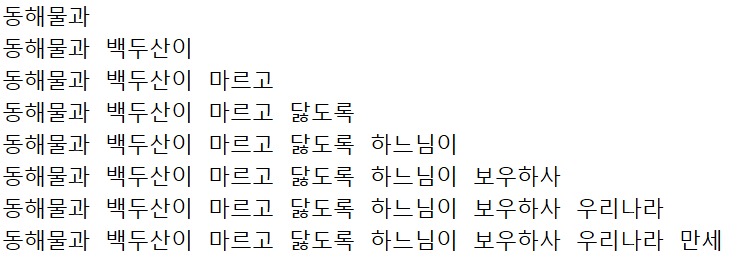 동해물과
동해물과 백두산이
동해물과 백두산이 마르고
동해물과 백두산이 마르고 닳도록
동해물과 백두산이 마르고 닳도록 하느님이
동해물과 백두산이 마르고 닳도록 하느님이 보우하사
동해물과 백두산이 마르고 닳도록 하느님이 보우하사 우리나라
동해물과 백두산이 마르고 닳도록 하느님이 보우하사 우리나라 만세